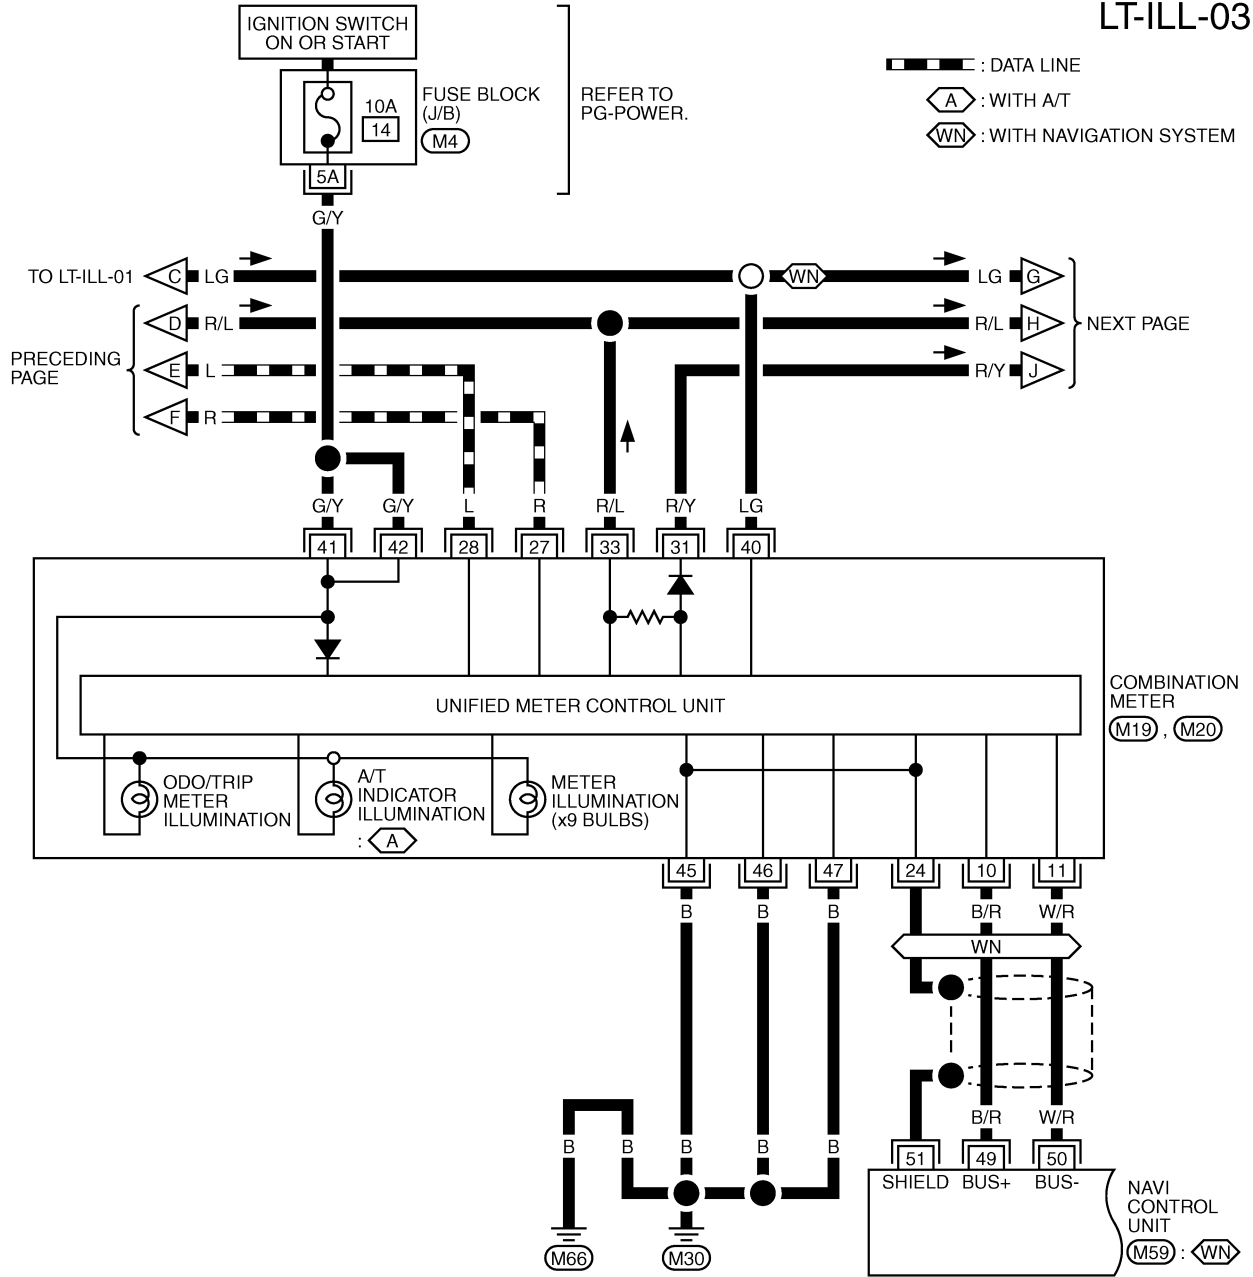 LT-ILL-03
IGNITION SWITCH
ON OR START
10A
14
FUSE BLOCK
(J/B)
M4
REFER TO
PG-POWER.
: DATA LINE
A : WITH A/T
WN : WITH NAVIGATION SYSTEM
5A
G/Y
TO LT-ILL-01 C LG WN LG G
D R/L R/L H NEXT PAGE
PRECEDING
PAGE
E L R/Y J
F R
G/Y G/Y L R R/L R/Y LG
41 42 28 27 33 31 40
UNIFIED METER CONTROL UNIT
COMBINATION
METER
M19 , M20
ODO/TRIP
METER
ILLUMINATION
A/T
INDICATOR
ILLUMINATION
: A
METER
ILLUMINATION
(x9 BULBS)
45 46 47 24 10 11
B B B B/R W/R
WN
B/R W/R
B B B B B
51 49 50
SHIELD BUS+ BUS-
NAVI
CONTROL
UNIT
M59 : WN
M66 M30